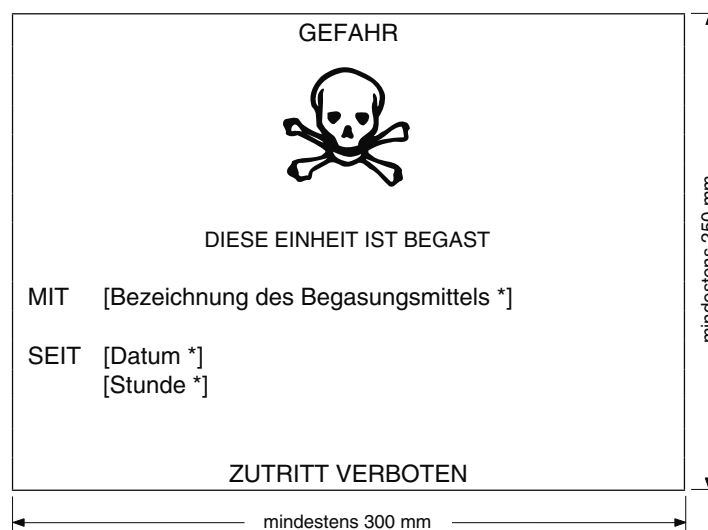 GEFAHR
DIESE EINHEIT IST BEGAST
MIT [Bezeichnung des Begasungsmittels *]
SEIT [Datum *]
[Stunde *]
ZUTRITT VERBOTEN
mindestens 300 mm
mindestens 250 mm